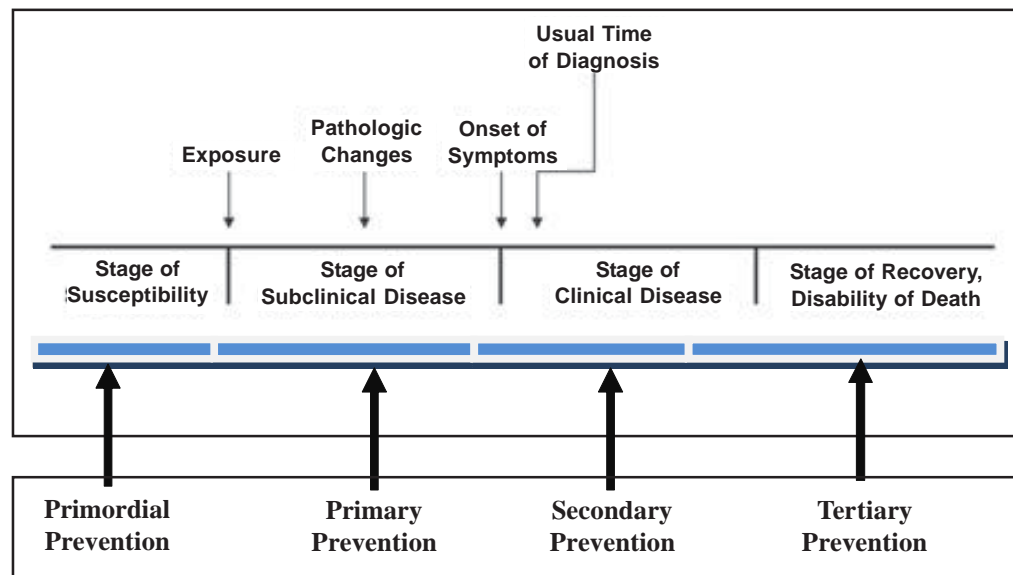 Usual Time
of Diagnosis
Pathologic
Changes
Onset of
Symptoms
Exposure
Stage of
Susceptibility
Stage of
Subclinical Disease
Stage of
Clinical Disease
Stage of Recovery,
Disability of Death
Primordial
Prevention
Primary
Prevention
Secondary
Prevention
Tertiary
Prevention